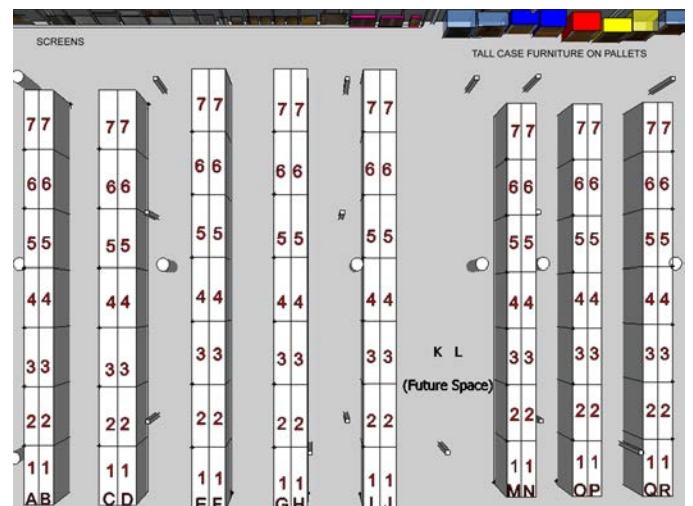 SCREENS
TALL CASE FURNITURE ON PALLETS
77 77 77 77 77 77 77 77
66 66 66 66 66 66 66 66
55 55 55 55 55 55 55 55
44 44 44 44 44 44 44 44
33 33 33 33 33 K L 33 33 33
(Future Space)
22 22 22 22 22 22 22 22
11 11 11 11 11 11 11 11
AB CD EF GH IJ MN OP QR